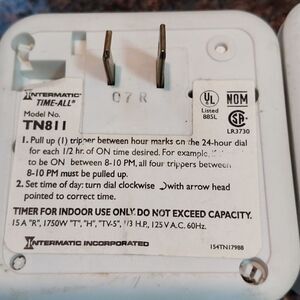 07R
INTERMATIC
TIME-ALL®
Model No.
TN811
UL
Listed
885L
NOM
SA
LR3730
1. Pull up (1) tripper between hour marks on the 24-hour dial
for each 1/2 hr. of ON time desired. For example,
to be ON between 8-10 PM, all four trippers between
8-10 PM must be pulled up.
2. Set time of day: turn dial clockwise with arrow head
pointed to correct time.
TIMER FOR INDOOR USE ONLY. DO NOT EXCEED CAPACITY.
15 A "R", 1750W "T", "H", "TV-5", 1/3 H.P., 125 V A.C. 60Hz.
INTERMATIC INCORPORATED
154TN17988